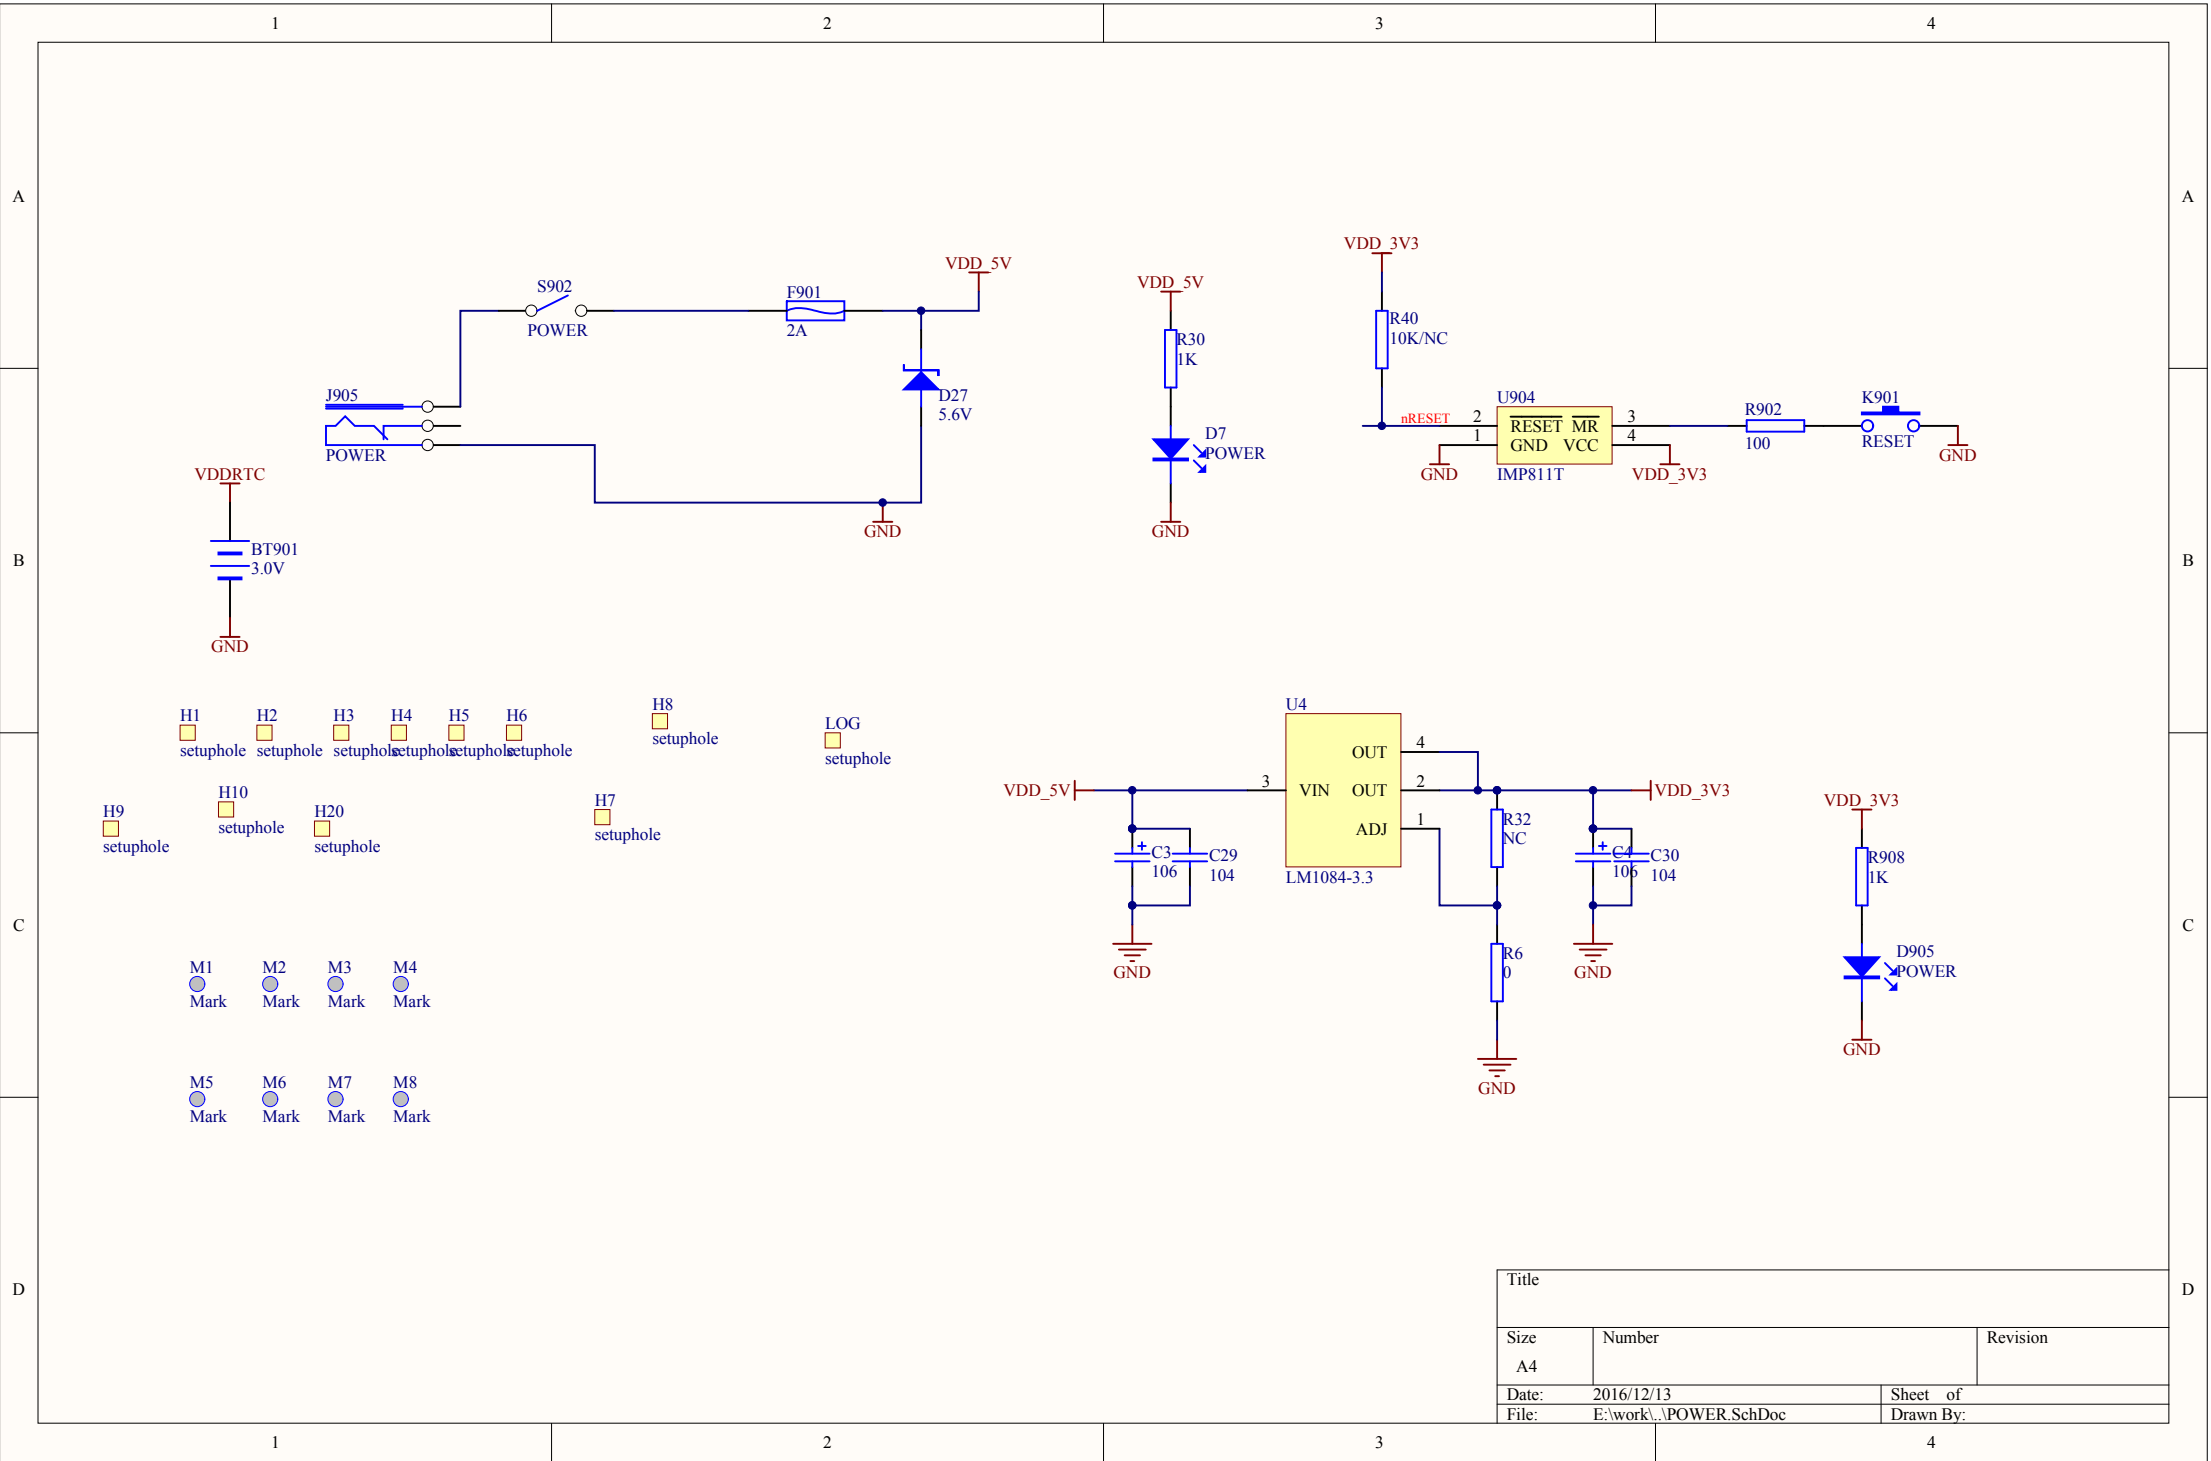 1 2 3 4
A A
VDD_5V
S902
POWER
F901
2A
D27
5.6V
J905
POWER
GND
VDDRTC
BT901
3.0V
GND
VDD_5V
R30
1K
D7
POWER
GND
VDD_3V3
R40
10K/NC
nRESET
U904
2 RESET MR 3
1 GND VCC 4
IMP811T
GND
VDD_3V3
R902
100
K901
RESET
GND
B B
H1
setuphole
H2
setuphole
H3
setuphole
H4
setuphole
H5
setuphole
H6
setuphole
H8
setuphole
LOG
setuphole
H9
setuphole
H10
setuphole
H20
setuphole
H7
setuphole
U4
OUT 4
3 VIN OUT 2
ADJ 1
LM1084-3.3
VDD_5V
C3
106
C29
104
GND
R32
NC
R6
0
GND
VDD_3V3
C4
106
C30
104
GND
VDD_3V3
R908
1K
D905
POWER
GND
C C
M1
Mark
M2
Mark
M3
Mark
M4
Mark
M5
Mark
M6
Mark
M7
Mark
M8
Mark
D D
Title
Size Number Revision
A4
Date: 2016/12/13 Sheet of
File: E:\work\..\POWER.SchDoc Drawn By:
1 2 3 4